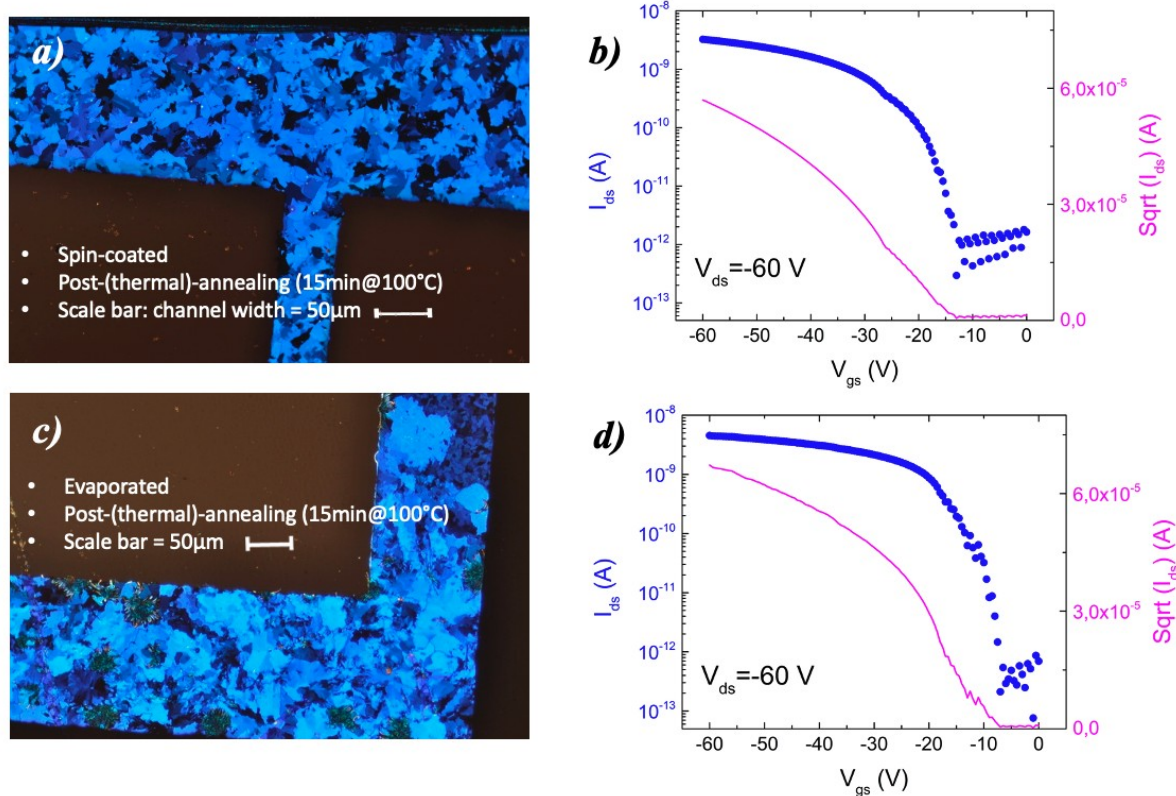 a)
• Spin-coated
• Post-(thermal)-annealing (15min@100°C)
• Scale bar: channel width = 50μm
b)
10⁻⁸
10⁻⁹
10⁻¹⁰
10⁻¹¹
10⁻¹²
10⁻¹³
I_ds (A)
V_ds=-60 V
6,0x10⁻⁵
3,0x10⁻⁵
0,0
Sqrt (I_ds) (A)
-60 -50 -40 -30 -20 -10 0
V_gs (V)
c)
• Evaporated
• Post-(thermal)-annealing (15min@100°C)
• Scale bar = 50μm
d)
10⁻⁸
10⁻⁹
10⁻¹⁰
10⁻¹¹
10⁻¹²
10⁻¹³
I_ds (A)
V_ds=-60 V
6,0x10⁻⁵
3,0x10⁻⁵
0,0
Sqrt (I_ds) (A)
-60 -50 -40 -30 -20 -10 0
V_gs (V)